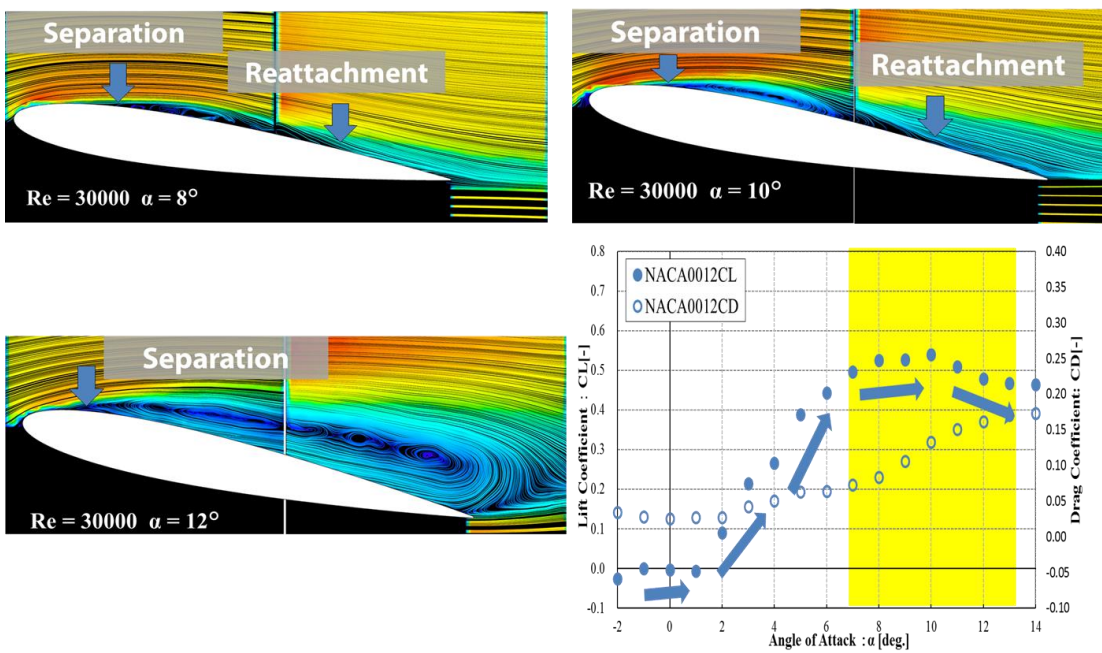 Separation
Reattachment
Re = 30000 α = 8°
Separation
Reattachment
Re = 30000 α = 10°
Separation
Re = 30000 α = 12°
NACA0012CL
NACA0012CD
0.8
0.7
0.6
0.5
0.4
0.3
0.2
0.1
0.0
-0.1
Lift Coefficient : CL[-]
0.40
0.35
0.30
0.25
0.20
0.15
0.10
0.05
0.00
-0.05
-0.10
Drag Coefficient: CD[-]
-2 0 2 4 6 8 10 12 14
Angle of Attack : α [deg.]